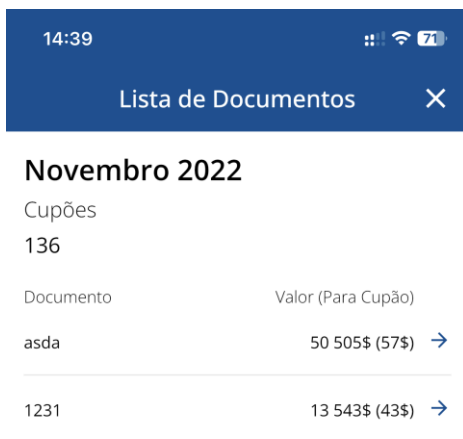 14:39 71
Lista de Documentos
Novembro 2022
Cupões
136
Documento Valor (Para Cupão)
asda 50 505$ (57$)
1231 13 543$ (43$)